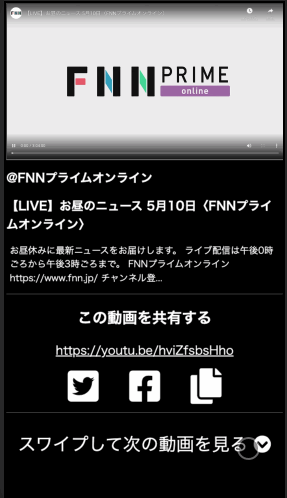 【LIVE】お昼のニュース 5月10日〈FNNプライムオンライン〉
FNN PRIME
online
@FNNプライムオンライン
【LIVE】お昼のニュース 5月10日〈FNNプライ
ムオンライン〉
お昼休みに最新ニュースをお届けします。 ライブ配信は午後0時
ごろから午後3時ごろまで。 FNNプライムオンライン
https://www.fnn.jp/ チャンネル登...
この動画を共有する
https://youtu.be/hviZfsbsHho
スワイプして次の動画を見る